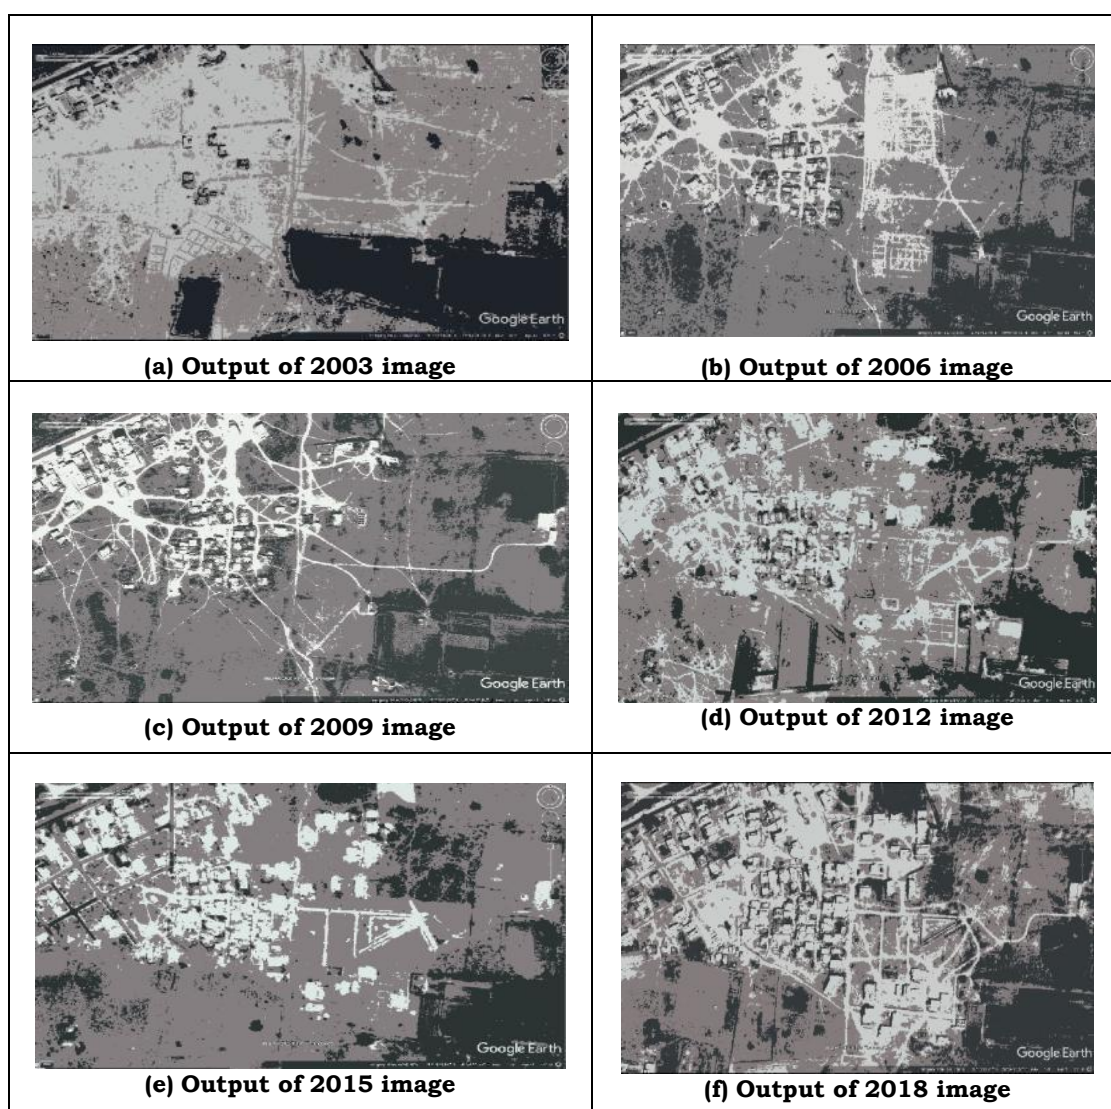 Google Earth
Google Earth
(a) Output of 2003 image
(b) Output of 2006 image
Google Earth
Google Earth
(c) Output of 2009 image
(d) Output of 2012 image
Google Earth
Google Earth
(e) Output of 2015 image
(f) Output of 2018 image